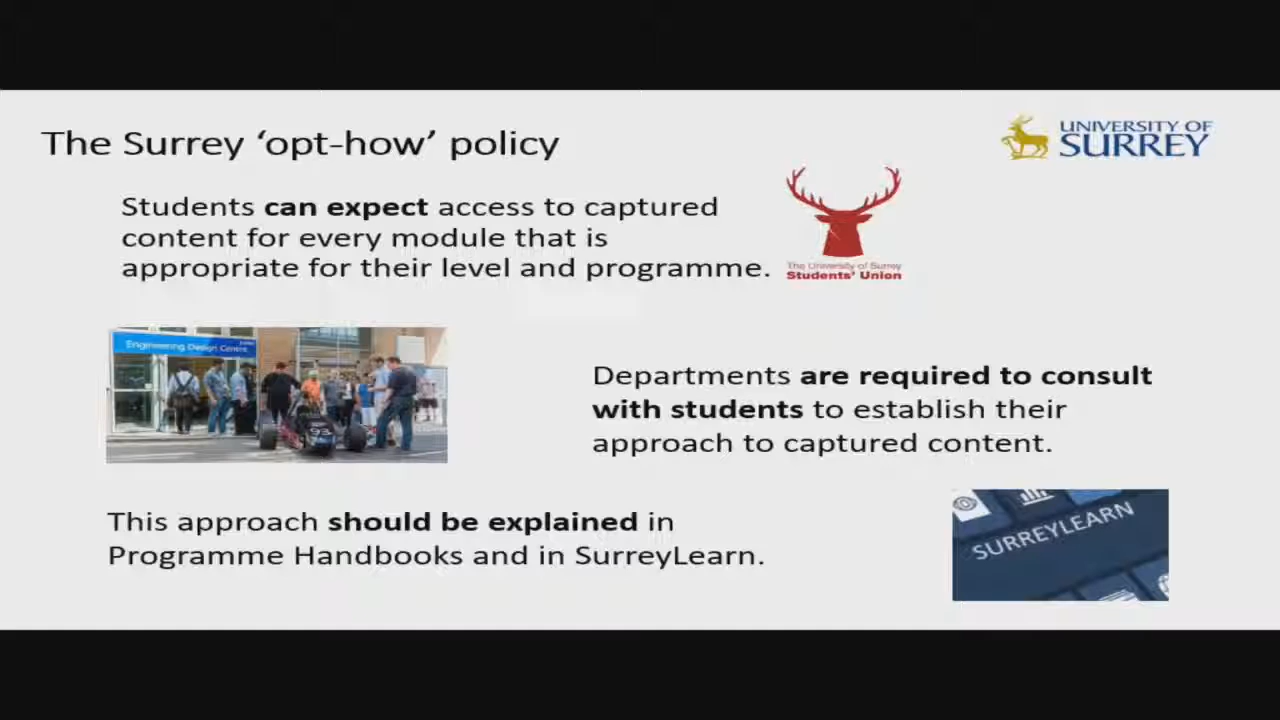 The Surrey ‘opt-how’ policy
UNIVERSITY OF
SURREY
Students can expect access to captured
content for every module that is
appropriate for their level and programme.
The University of Surrey
Students’ Union
Engineering Design Centre
93
Departments are required to consult
with students to establish their
approach to captured content.
This approach should be explained in
Programme Handbooks and in SurreyLearn.
SURREYLEARN